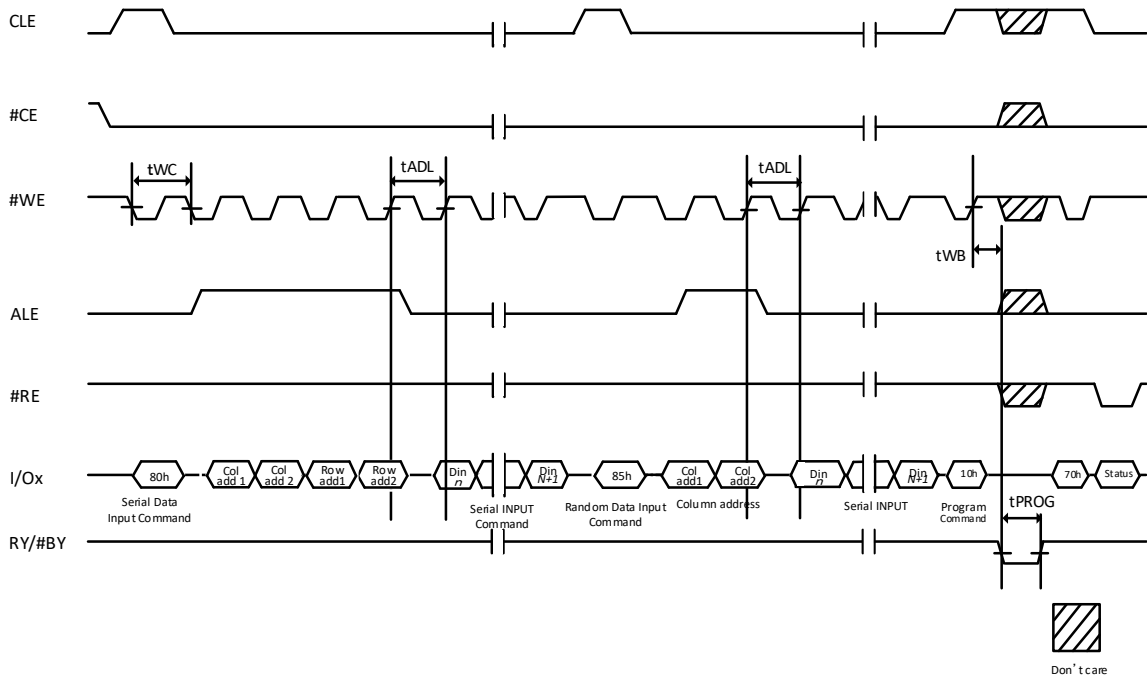 CLE
#CE
tWC
tADL
tADL
#WE
tWB
ALE
#RE
I/Ox
80h
Col add 1
Col add 2
Row add1
Row add2
Din n
Din N+1
85h
Col add1
Col add2
Din n
Din N+1
10h
70h
Status
Serial Data Input Command
Serial INPUT Command
Random Data Input Command
Column address
Serial INPUT
Program Command
tPROG
RY/#BY
Don't care